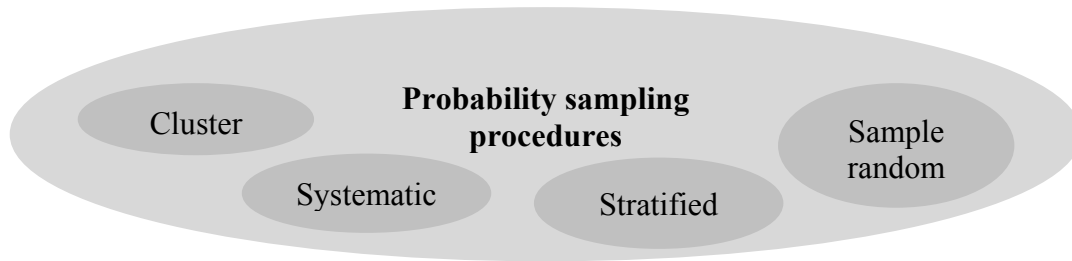 Probability sampling
procedures
Cluster
Systematic
Stratified
Sample
random